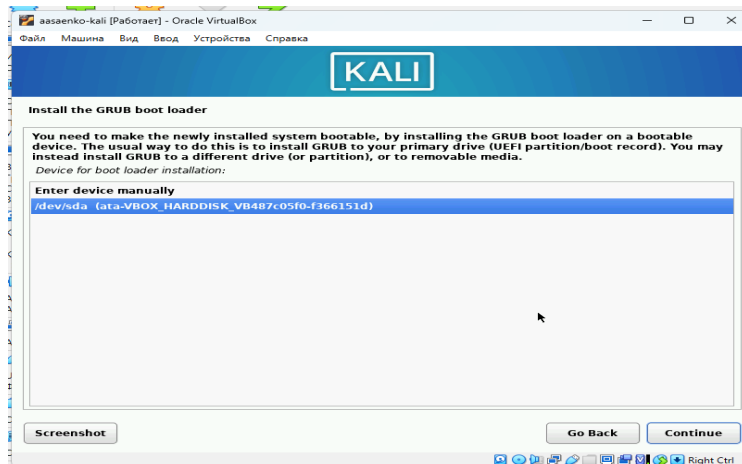 aasaenko-kali [Работает] - Oracle VirtualBox
Файл Машина Вид Ввод Устройства Справка
KALI
Install the GRUB boot loader
You need to make the newly installed system bootable, by installing the GRUB boot loader on a bootable
device. The usual way to do this is to install GRUB to your primary drive (UEFI partition/boot record). You may
instead install GRUB to a different drive (or partition), or to removable media.
Device for boot loader installation:
Enter device manually
/dev/sda (ata-VBOX_HARDDISK_VB487c05f0-f366151d)
Screenshot Go Back Continue
Right Ctrl